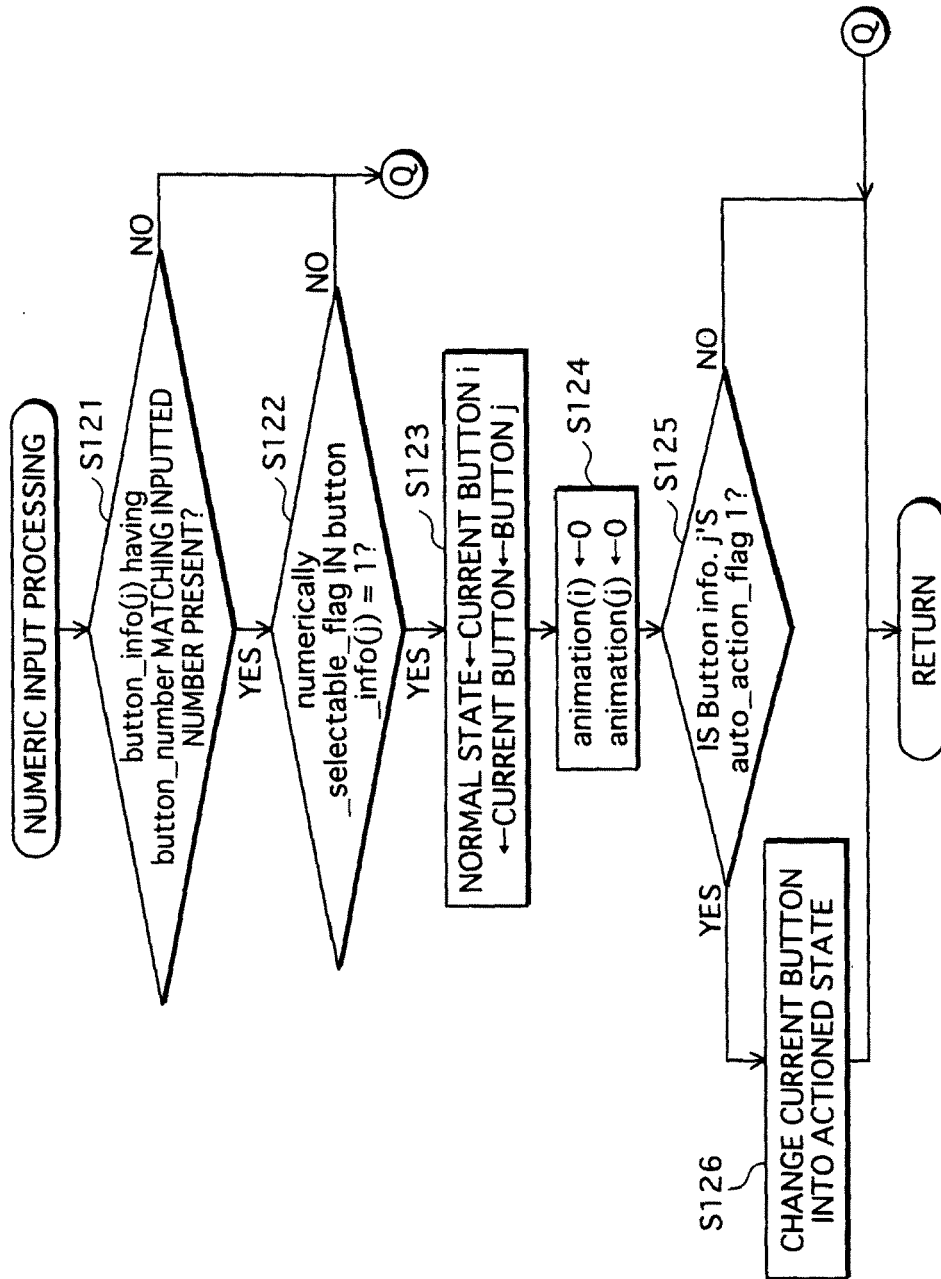 NUMERIC INPUT PROCESSING
S121
button_info(j) having
button_number MATCHING INPUTTED
NUMBER PRESENT?
NO
YES
S122
numerically
_selectable_flag IN button
_info(j) = 1?
NO
YES
Q
S123
NORMAL STATE←CURRENT BUTTON i
←CURRENT BUTTON←BUTTON j
S124
animation(i) ←0
animation(j) ←0
S125
IS Button info. j'S
auto_action_flag 1?
NO
YES
S126
CHANGE CURRENT BUTTON
INTO ACTIONED STATE
Q
RETURN